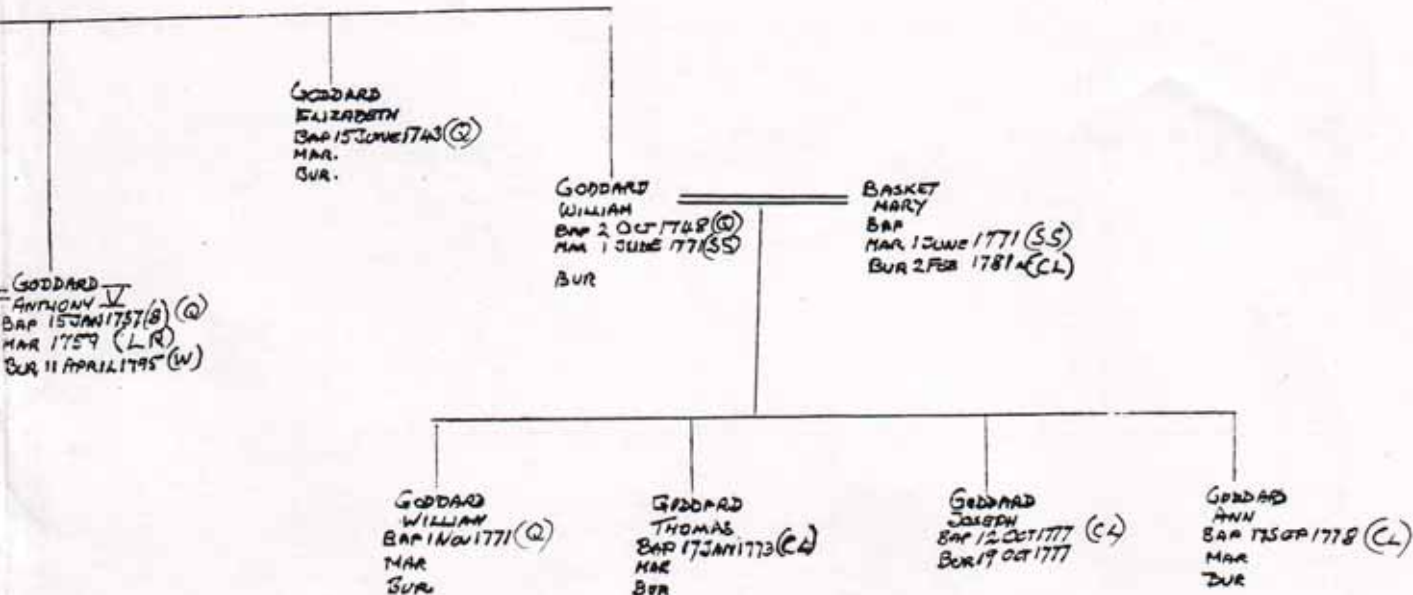 GODDARD
ELIZABETH
BAP 15 JUNE 1743 (Q)
MAR.
BUR.
GODDARD
WILLIAM
BAP 2 OCT 1748 (Q)
MAR 1 JUNE 1771 (SS)
BUR
BASKET
MARY
BAP
MAR 1 JUNE 1771 (SS)
BUR 2 FEB 1781 (CL)
GODDARD
ANTHONY V
BAP 15 JAN 1737 (B) (Q)
MAR 1759 (LR)
BUR 11 APRIL 1795 (W)
GODDARD
WILLIAM
BAP 1 NOV 1771 (Q)
MAR
BUR
GODDARD
THOMAS
BAP 17 JAN 1773 (CL)
MAR
BUR
GODDARD
JOSEPH
BAP 12 OCT 1777 (CL)
BUR 19 OCT 1777
GODDARD
ANN
BAP 17 SEP 1778 (CL)
MAR
BUR